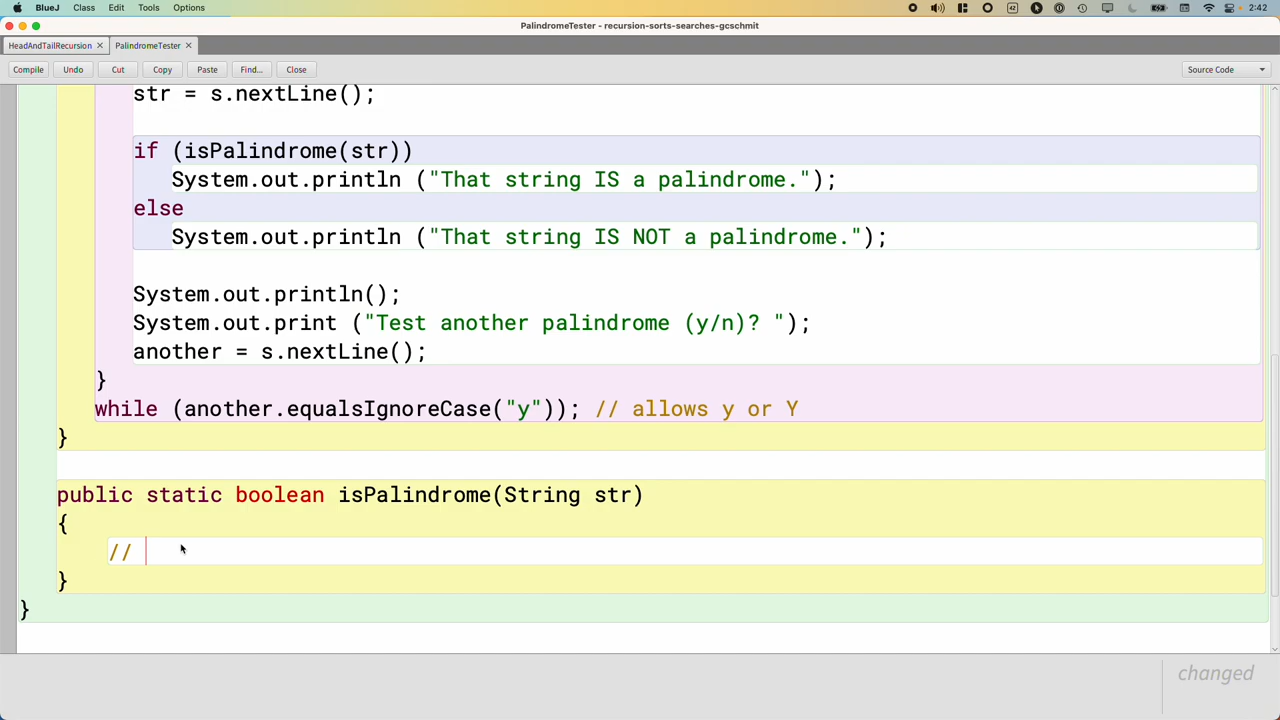 BlueJ Class Edit Tools Options 42 2:42
PalindromeTester - recursion-sorts-searches-gcschmit
HeadAndTailRecursion × PalindromeTester ×
Compile Undo Cut Copy Paste Find... Close Source Code
str = s.nextLine();
if (isPalindrome(str))
System.out.println ("That string IS a palindrome.");
else
System.out.println ("That string IS NOT a palindrome.");
System.out.println();
System.out.print ("Test another palindrome (y/n)? ");
another = s.nextLine();
}
while (another.equalsIgnoreCase("y")); // allows y or Y
}
public static boolean isPalindrome(String str)
{
//
}
}
changed